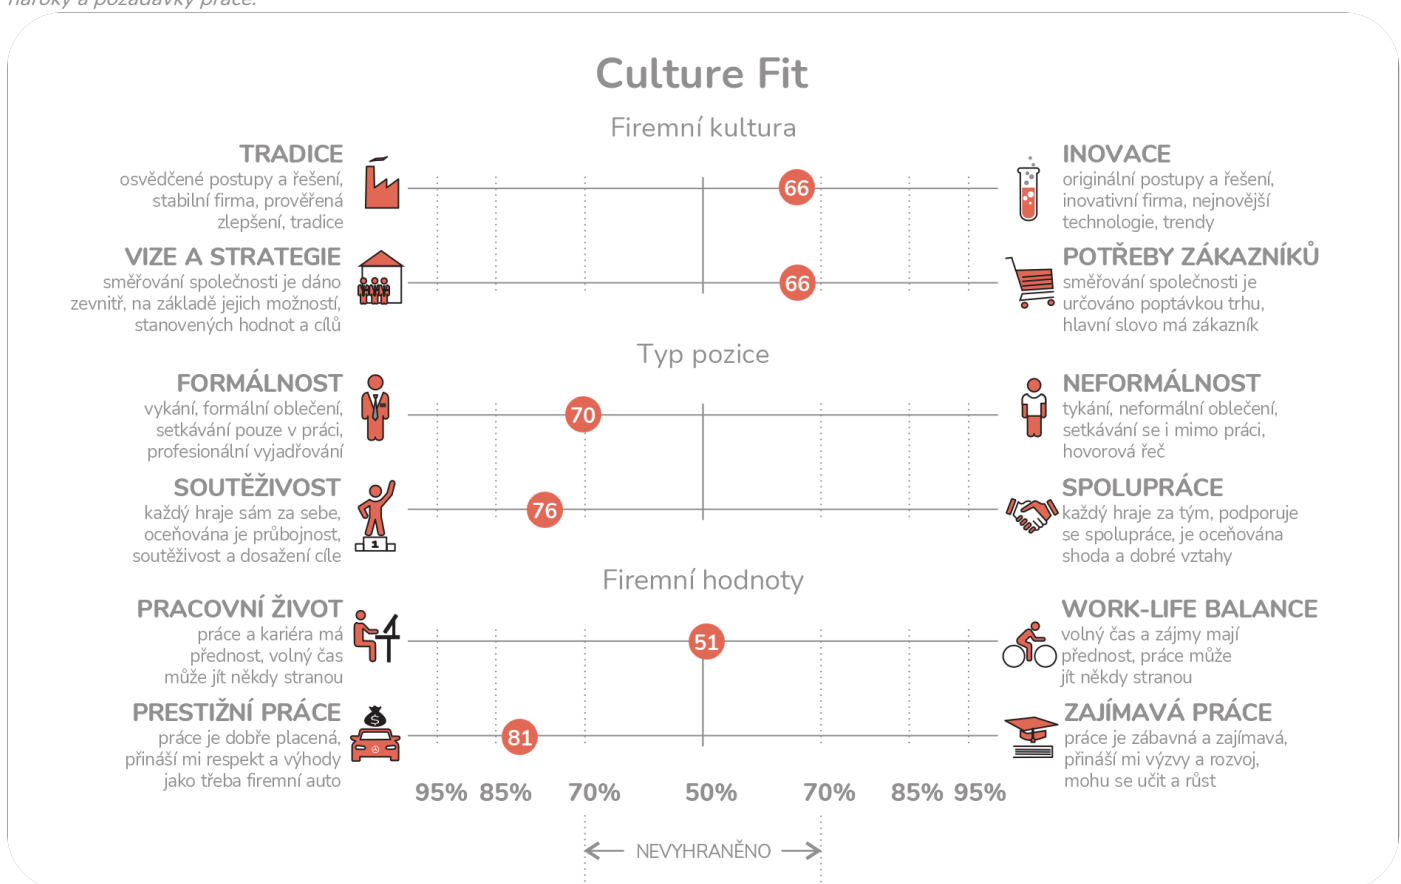 nároky a požadavky práce.
Culture Fit
Firemní kultura
TRADICE
osvědčené postupy a řešení,
stabilní firma, prověřená
zlepšení, tradice
66
INOVACE
originální postupy a řešení,
inovativní firma, nejnovější
technologie, trendy
VIZE A STRATEGIE
směřování společnosti je dáno
zevnitř, na základě jejich možností,
stanovených hodnot a cílů
66
POTŘEBY ZÁKAZNÍKŮ
směřování společnosti je
určováno poptávkou trhu,
hlavní slovo má zákazník
Typ pozice
FORMÁLNOST
vykání, formální oblečení,
setkávání pouze v práci,
profesionální vyjadřování
70
NEFORMÁLNOST
tykání, neformální oblečení,
setkávání se i mimo práci,
hovorová řeč
SOUTĚŽIVOST
každý hraje sám za sebe,
oceňována je průbojnost,
soutěživost a dosažení cíle
1
76
SPOLUPRÁCE
každý hraje za tým, podporuje
se spolupráce, je oceňována
shoda a dobré vztahy
Firemní hodnoty
PRACOVNÍ ŽIVOT
práce a kariéra má
přednost, volný čas
může jít někdy stranou
51
WORK-LIFE BALANCE
volný čas a zájmy mají
přednost, práce může
jít někdy stranou
PRESTIŽNÍ PRÁCE
práce je dobře placená,
přináší mi respekt a výhody
jako třeba firemní auto
$
81
ZAJÍMAVÁ PRÁCE
práce je zábavná a zajímavá,
přináší mi výzvy a rozvoj,
mohu se učit a růst
95% 85% 70% 50% 70% 85% 95%
NEVYHRANĚNO